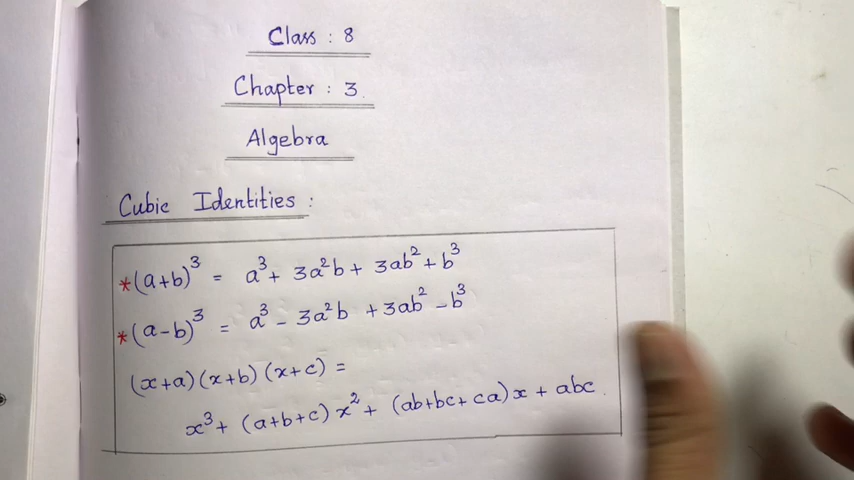 Class : 8
Chapter : 3.
Algebra
Cubic Identities :
*(a+b)³ = a³ + 3a²b + 3ab² + b³
*(a-b)³ = a³ - 3a²b + 3ab² - b³
(x+a)(x+b)(x+c) =
x³ + (a+b+c) x² + (ab+bc+ca)x + abc.